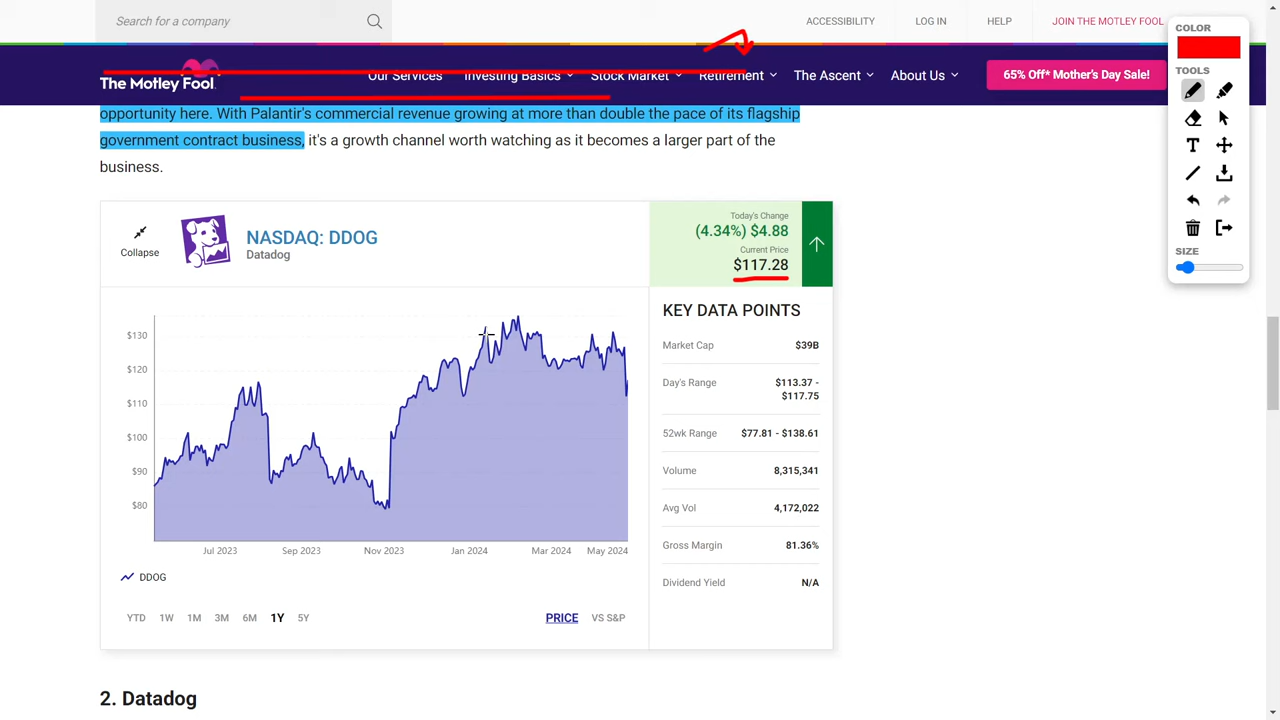 Search for a company
ACCESSIBILITY
LOG IN
HELP
JOIN THE MOTLEY FOOL
The Motley Fool
Our Services
Investing Basics
Stock Market
Retirement
The Ascent
About Us
65% Off* Mother's Day Sale!
COLOR
TOOLS
T
SIZE
opportunity here. With Palantir's commercial revenue growing at more than double the pace of its flagship
government contract business, it's a growth channel worth watching as it becomes a larger part of the
business.
Collapse
NASDAQ: DDOG
Datadog
Today's Change
(4.34%) $4.88
Current Price
$117.28
$130
$120
$110
$100
$90
$80
Jul 2023
Sep 2023
Nov 2023
Jan 2024
Mar 2024
May 2024
DDOG
YTD
1W
1M
3M
6M
1Y
5Y
PRICE
VS S&P
KEY DATA POINTS
Market Cap $39B
Day's Range $113.37 -
$117.75
52wk Range $77.81 - $138.61
Volume 8,315,341
Avg Vol 4,172,022
Gross Margin 81.36%
Dividend Yield N/A
2. Datadog